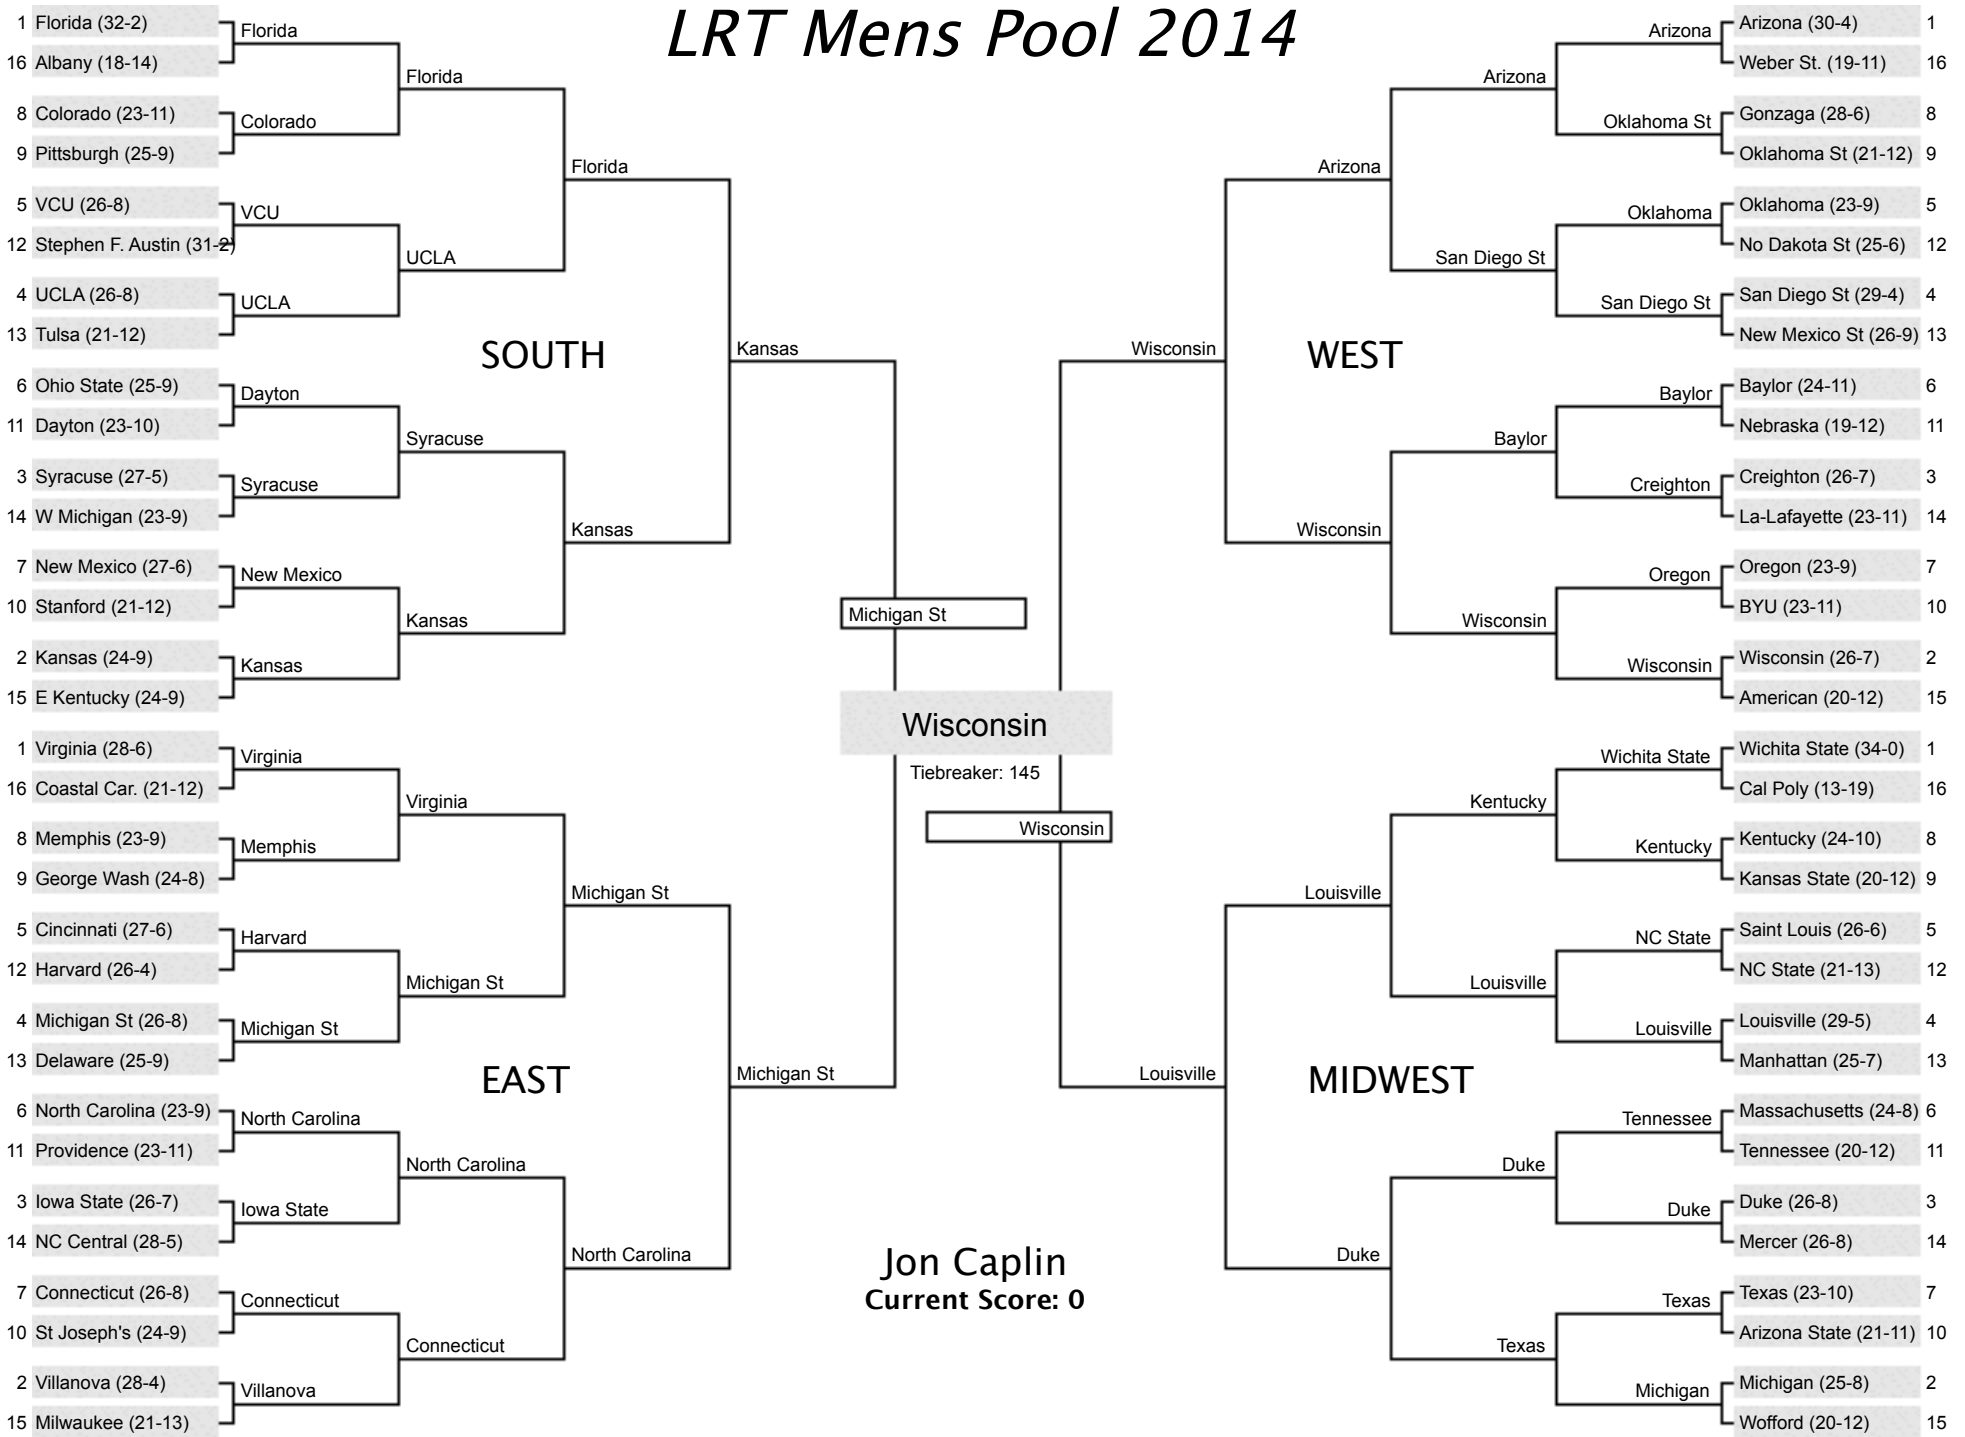 LRT Mens Pool 2014
1 Florida (32-2)
Florida
16 Albany (18-14)
Florida
8 Colorado (23-11)
Colorado
9 Pittsburgh (25-9)
Florida
5 VCU (26-8)
VCU
12 Stephen F. Austin (31-2)
UCLA
4 UCLA (26-8)
UCLA
13 Tulsa (21-12)
SOUTH
Kansas
6 Ohio State (25-9)
Dayton
11 Dayton (23-10)
Syracuse
3 Syracuse (27-5)
Syracuse
14 W Michigan (23-9)
Kansas
7 New Mexico (27-6)
New Mexico
10 Stanford (21-12)
Kansas
2 Kansas (24-9)
Kansas
15 E Kentucky (24-9)
1 Virginia (28-6)
Virginia
16 Coastal Car. (21-12)
Virginia
8 Memphis (23-9)
Memphis
9 George Wash (24-8)
Michigan St
5 Cincinnati (27-6)
Harvard
12 Harvard (26-4)
Michigan St
4 Michigan St (26-8)
Michigan St
13 Delaware (25-9)
EAST
Michigan St
6 North Carolina (23-9)
North Carolina
11 Providence (23-11)
North Carolina
3 Iowa State (26-7)
Iowa State
14 NC Central (28-5)
North Carolina
7 Connecticut (26-8)
Connecticut
10 St Joseph's (24-9)
Connecticut
2 Villanova (28-4)
Villanova
15 Milwaukee (21-13)
Michigan St
Wisconsin
Tiebreaker: 145
Wisconsin
Jon Caplin
Current Score: 0
Arizona (30-4) 1
Arizona
Weber St. (19-11) 16
Arizona
Gonzaga (28-6) 8
Oklahoma St
Oklahoma St (21-12) 9
Arizona
Oklahoma (23-9) 5
Oklahoma
No Dakota St (25-6) 12
San Diego St
San Diego St (29-4) 4
San Diego St
New Mexico St (26-9) 13
Wisconsin
WEST
Baylor (24-11) 6
Baylor
Nebraska (19-12) 11
Baylor
Creighton (26-7) 3
Creighton
La-Lafayette (23-11) 14
Wisconsin
Oregon (23-9) 7
Oregon
BYU (23-11) 10
Wisconsin
Wisconsin (26-7) 2
Wisconsin
American (20-12) 15
Wichita State (34-0) 1
Wichita State
Cal Poly (13-19) 16
Kentucky
Kentucky (24-10) 8
Kentucky
Kansas State (20-12) 9
Louisville
Saint Louis (26-6) 5
NC State
NC State (21-13) 12
Louisville
Louisville (29-5) 4
Louisville
Manhattan (25-7) 13
Louisville
MIDWEST
Massachusetts (24-8) 6
Tennessee
Tennessee (20-12) 11
Duke
Duke (26-8) 3
Duke
Mercer (26-8) 14
Duke
Texas (23-10) 7
Texas
Arizona State (21-11) 10
Texas
Michigan (25-8) 2
Michigan
Wofford (20-12) 15